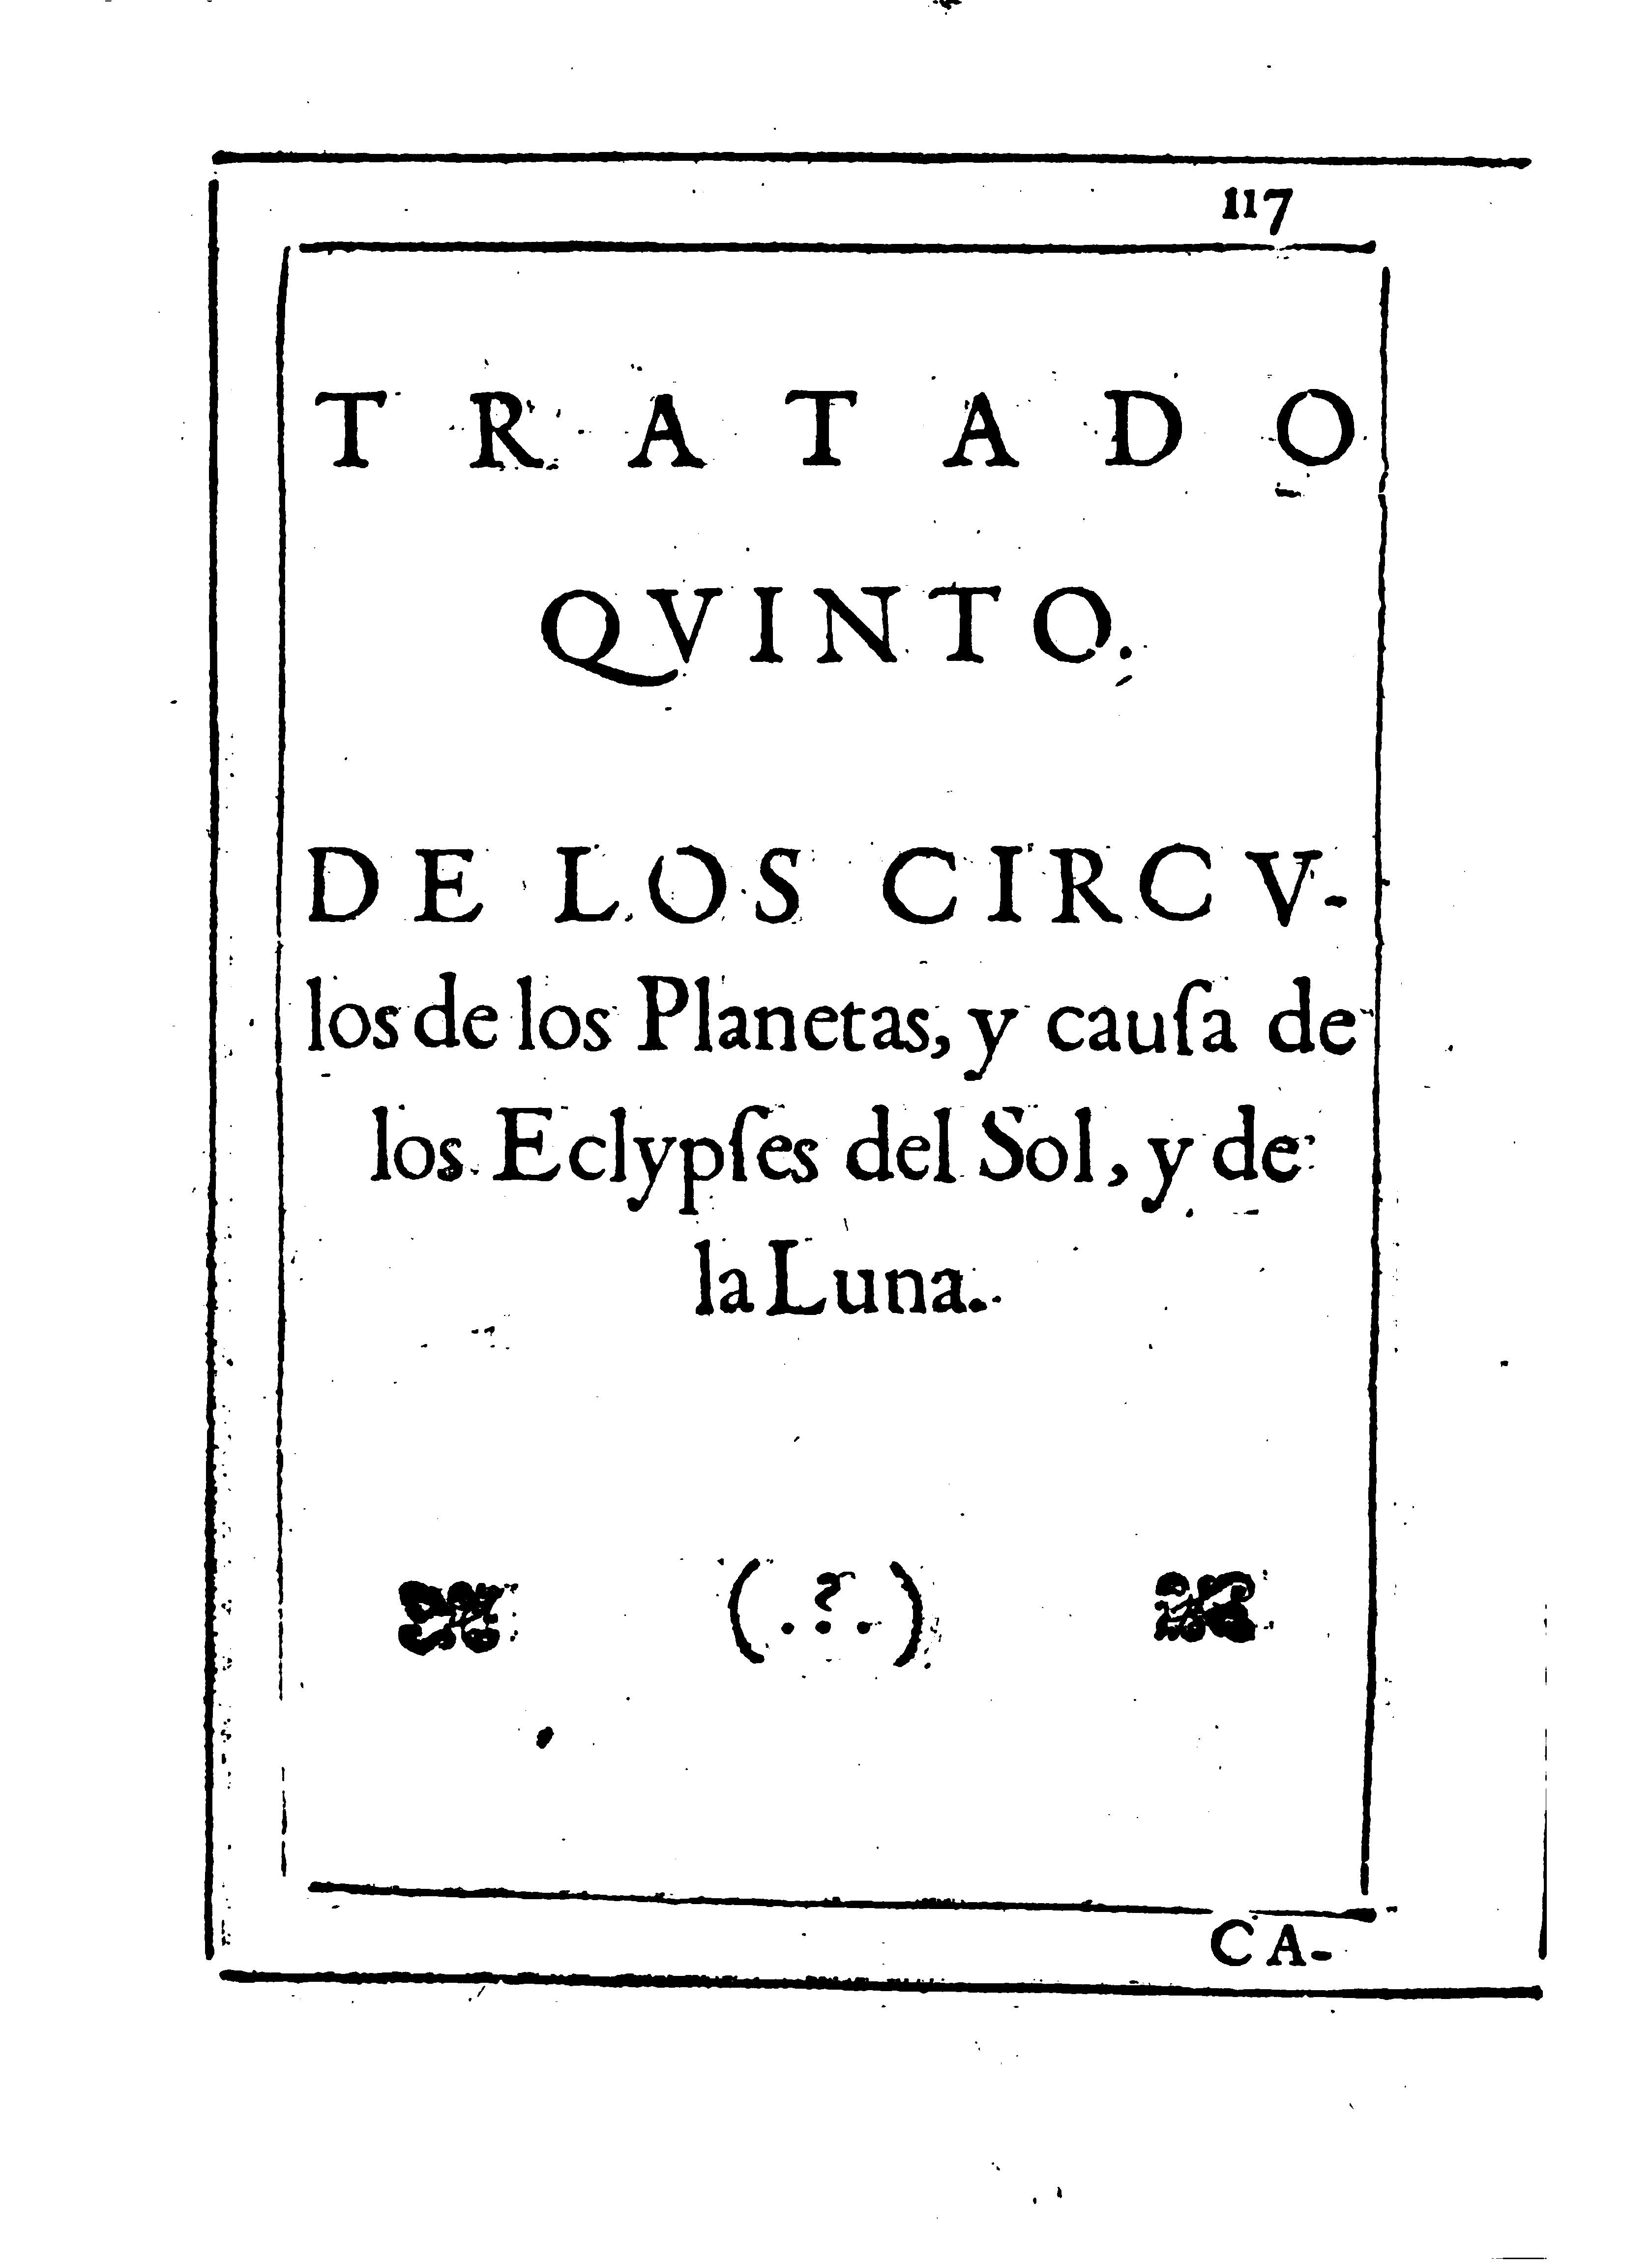 117
TRATADO
QVINTO.
DE LOS CIRCV-
los de los Planetas, y cauſa de
los Eclypſes del Sol, y de
la Luna.
(.?.)
CA-